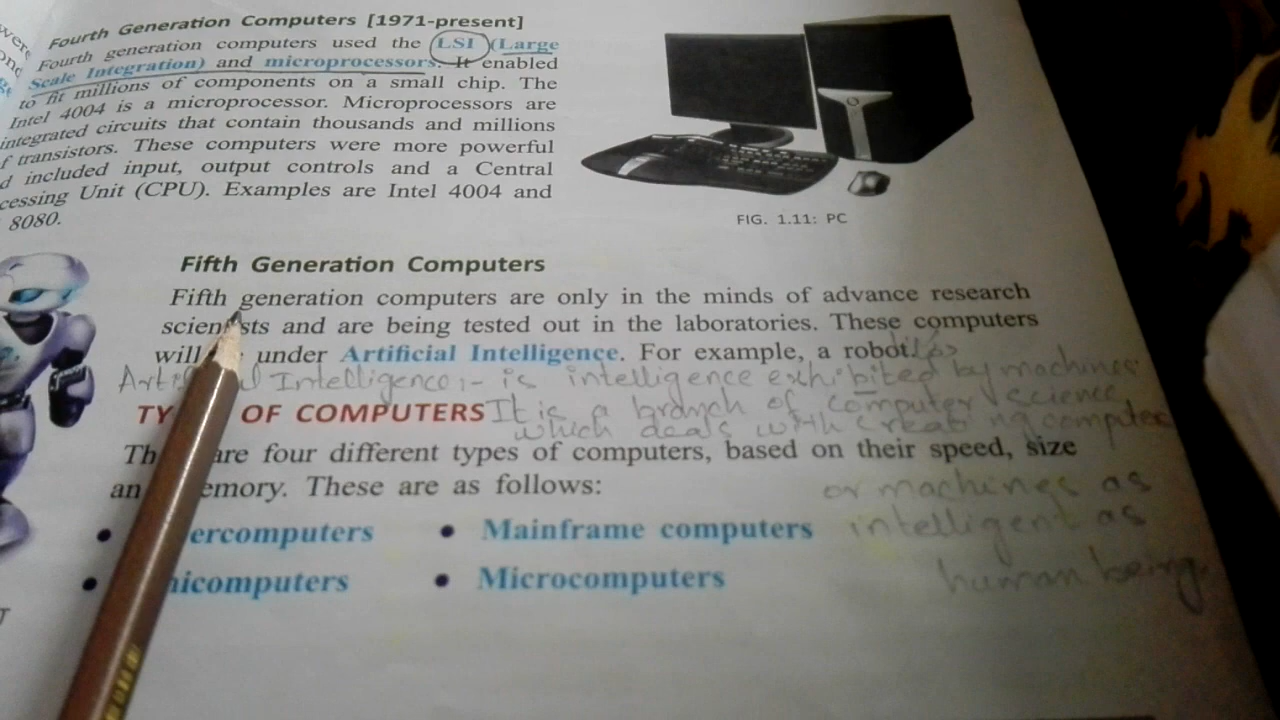 were
Fourth Generation Computers [1971-present]
Fourth generation computers used the LSI (Large
Scale Integration) and microprocessors. It enabled
to fit millions of components on a small chip. The
Intel 4004 is a microprocessor. Microprocessors are
integrated circuits that contain thousands and millions
f transistors. These computers were more powerful
d included input, output controls and a Central
cessing Unit (CPU). Examples are Intel 4004 and
8080.
FIG. 1.11: PC
Fifth Generation Computers
Fifth generation computers are only in the minds of advance research
scientists and are being tested out in the laboratories. These computers
will under Artificial Intelligence. For example, a robot.
Intelligence:- is intelligence exhibited by machines
TY OF COMPUTERS It is a branch of computer science
which deals with creating computer
Th are four different types of computers, based on their speed, size
an emory. These are as follows:
or machines as
• ercomputers • Mainframe computers
intelligent as
• nicomputers • Microcomputers
human being.